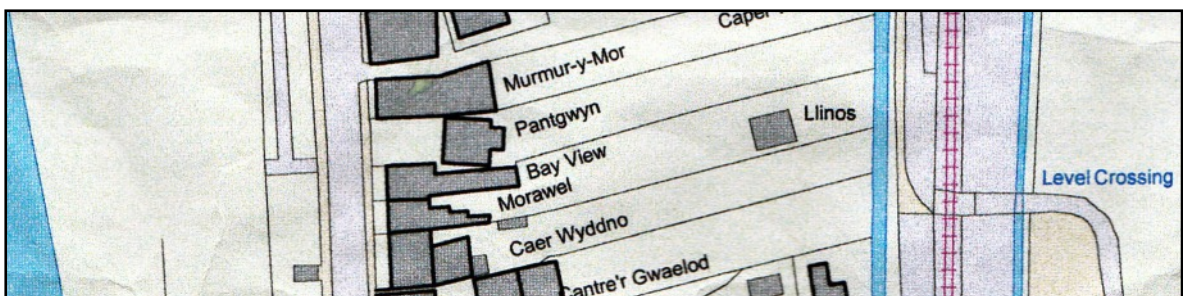 Murmur-y-Mor
Pantgwyn
Llinos
Bay View
Morawel
Level Crossing
Caer Wyddno
Cantre'r Gwaelod